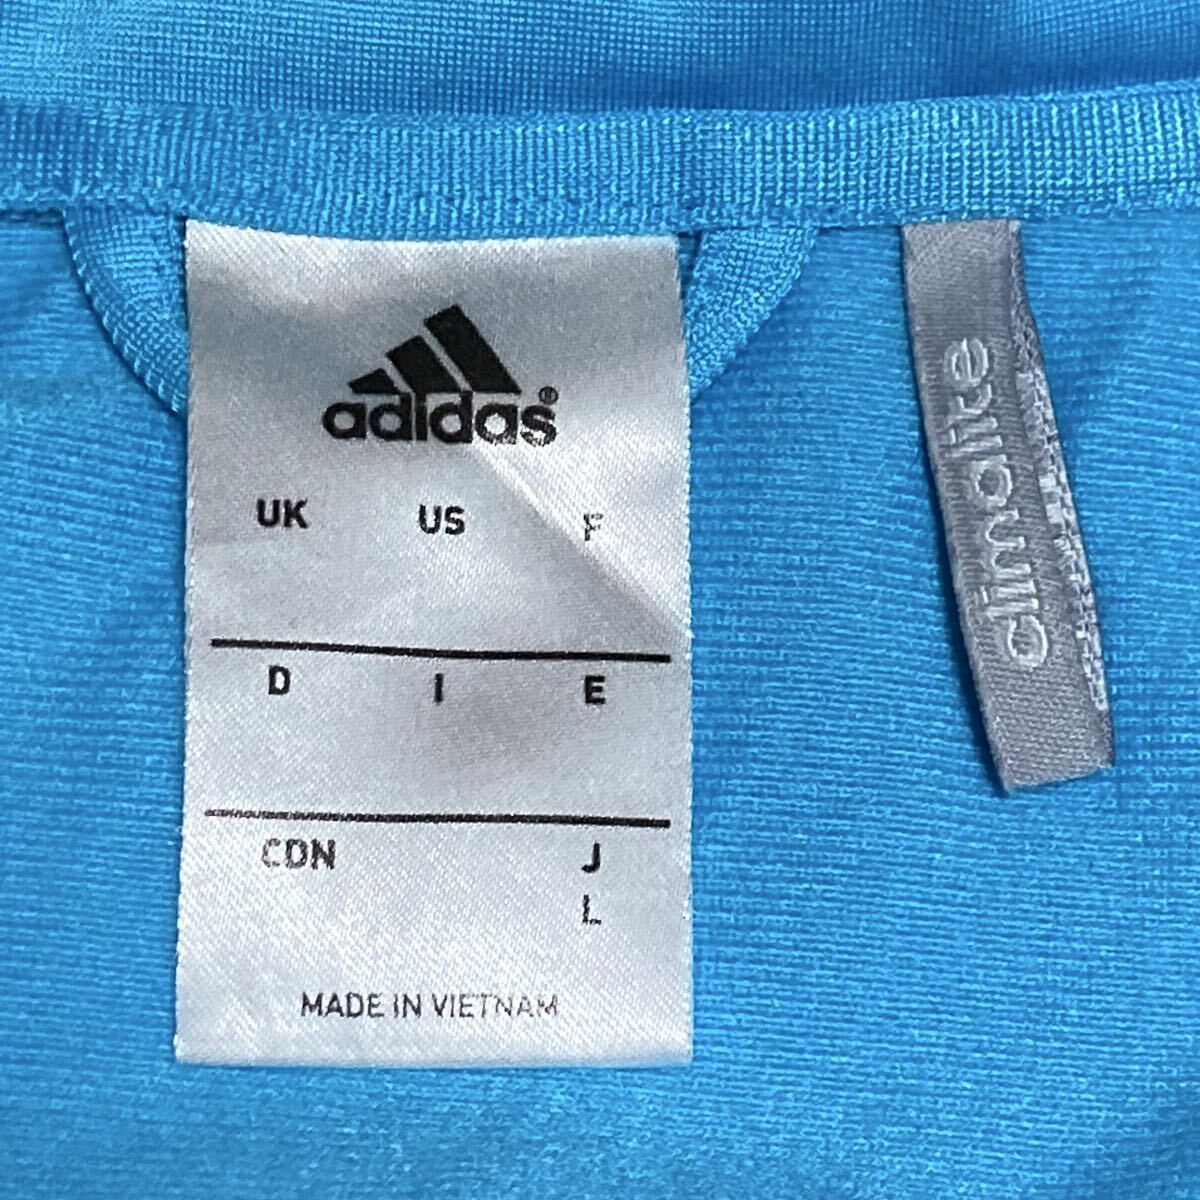 adidas®
UK US F
D I E
CDN J
L
MADE IN VIETNAM
climalite